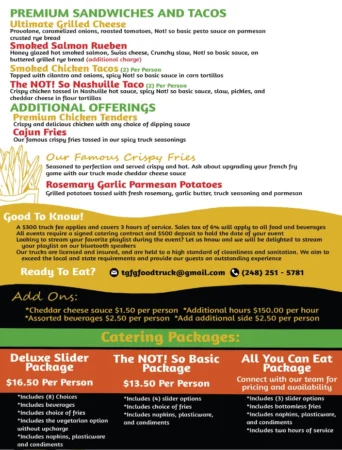 PREMIUM SANDWICHES AND TACOS
Ultimate Grilled Cheese
Provolone, caramelized onions, roasted tomatoes, Not! so basic pesto sauce on parmesan
crusted rye bread
Smoked Salmon Rueben
Honey glazed hot smoked salmon, Swiss cheese, Crunchy slaw, Not! so basic sauce, on
buttered grilled rye bread (additional charge)
Smoked Chicken Tacos (2) Per Person
Topped with cilantro and onions, spicy Not! so basic sauce in corn tortillas
The NOT! So Nashville Taco (2) Per Person
Crispy chicken tossed in Nashville hot sauce, spicy Not! so basic sauce, slaw, pickles, and
cheddar cheese in flour tortillas
ADDITIONAL OFFERINGS
Premium Chicken Tenders
Crispy and delicious chicken with any choice of dipping sauce
Cajun Fries
Our famous crispy fries tossed in our spicy truck seasonings
Our Famous Crispy Fries
Seasoned to perfection and served crispy and hot. Ask about upgrading your french fry
game with our truck made cheddar cheese sauce
Rosemary Garlic Parmesan Potatoes
Grilled potatoes tossed with fresh rosemary, garlic butter, truck seasoning and parmesan
Good To Know!
A $300 truck fee applies and covers 3 hours of service. Sales tax of 6% will apply to all food and beverages
All events require a signed catering contract and $500 deposit to hold the date of your event
Looking to stream your favorite playlist during the event? Let us know and we will be delighted to stream
your playlist on our bluetooth speakers
Our trucks are licensed and insured, and are held to a high standard of cleanliness and sanitation. We aim to
exceed the local and state requirements and provide our guests an outstanding experience
Ready To Eat? tgfgfoodtruck@gmail.com (248) 251 - 5781
Add Ons:
*Cheddar cheese sauce $1.50 per person *Additional hours $150.00 per hour
*Assorted beverages $2.50 per person *Add additional side $2.50 per person
Catering Packages:
Deluxe Slider
Package
$16.50 Per Person
*Includes (8) Choices
*Includes beverages
*Includes choice of fries
*Includes the vegetarian option
without upcharge
*Includes napkins, plasticware
and condiments
The NOT! So Basic
Package
$13.50 Per Person
*Includes (4) slider options
*Includes choice of fries
*Includes napkins, plasticware,
and condiments
All You Can Eat
Package
Connect with our team for
pricing and availability
*Includes (3) slider options
*Includes bottomless fries
*Includes napkins, plasticware,
and condiments
*Includes two hours of service